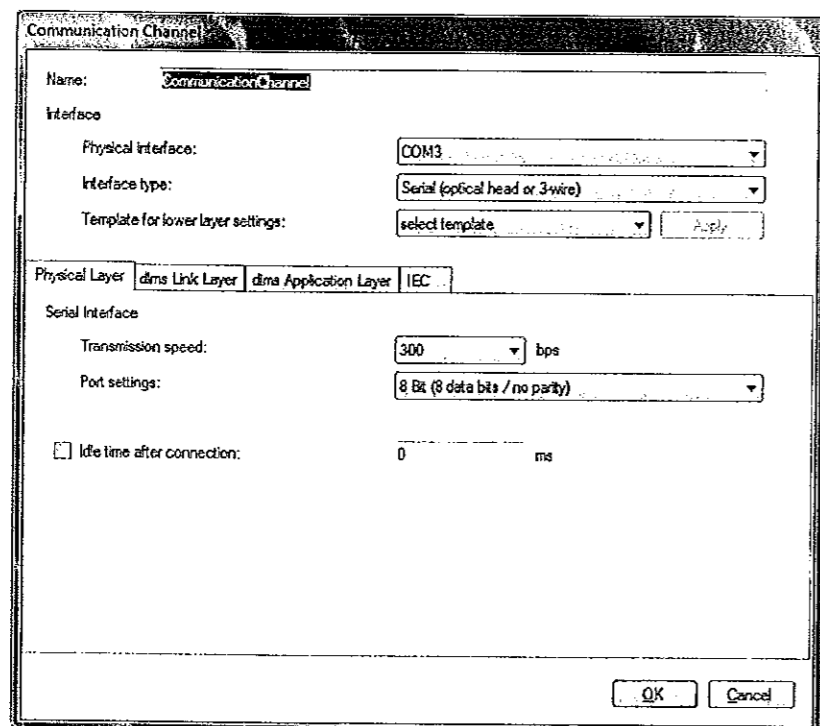 Communication Channel
Name: CommunicationChannel
Interface
Physical interface: COM3
Interface type: Serial (optical head or 3-wire)
Template for lower layer settings: select template Apply
Physical Layer dlms Link Layer dlms Application Layer IEC
Serial Interface
Transmission speed: 300 bps
Port settings: 8 Bit (8 data bits / no parity)
Idle time after connection: 0 ms
OK Cancel